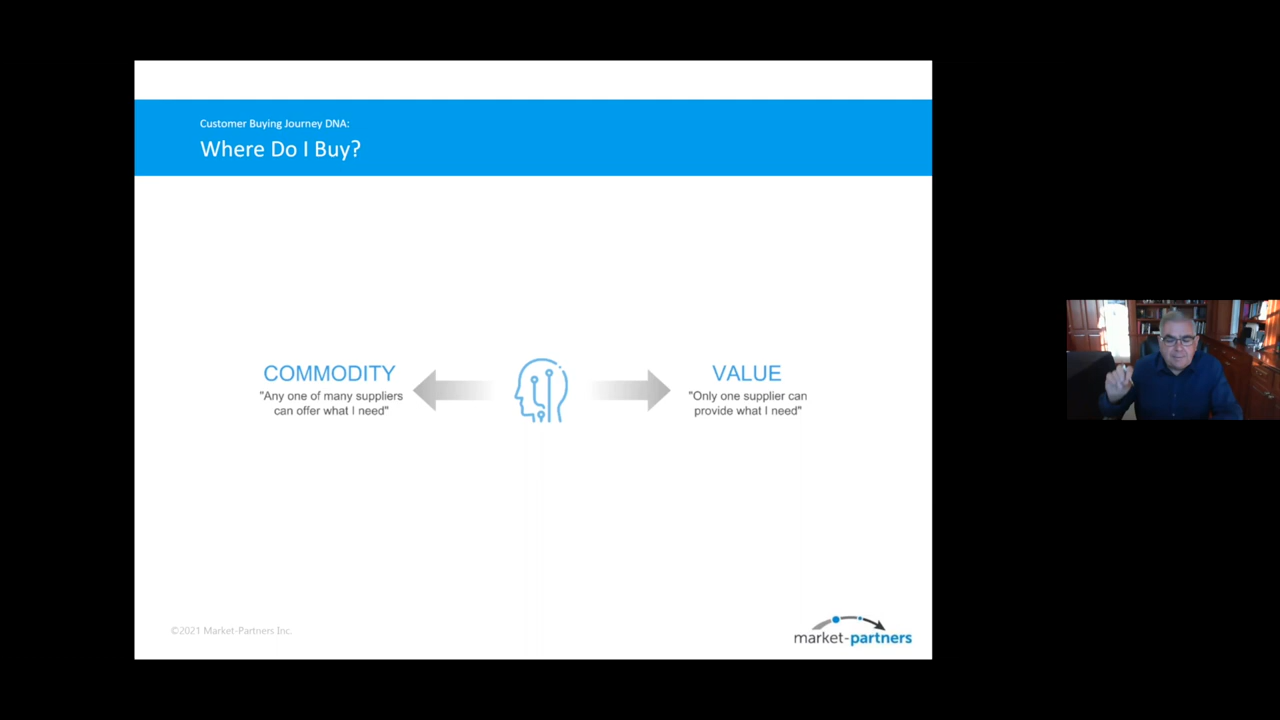 Customer Buying Journey DNA:
Where Do I Buy?
COMMODITY
"Any one of many suppliers
can offer what I need"
VALUE
"Only one supplier can
provide what I need"
©2021 Market-Partners Inc.
market-partners